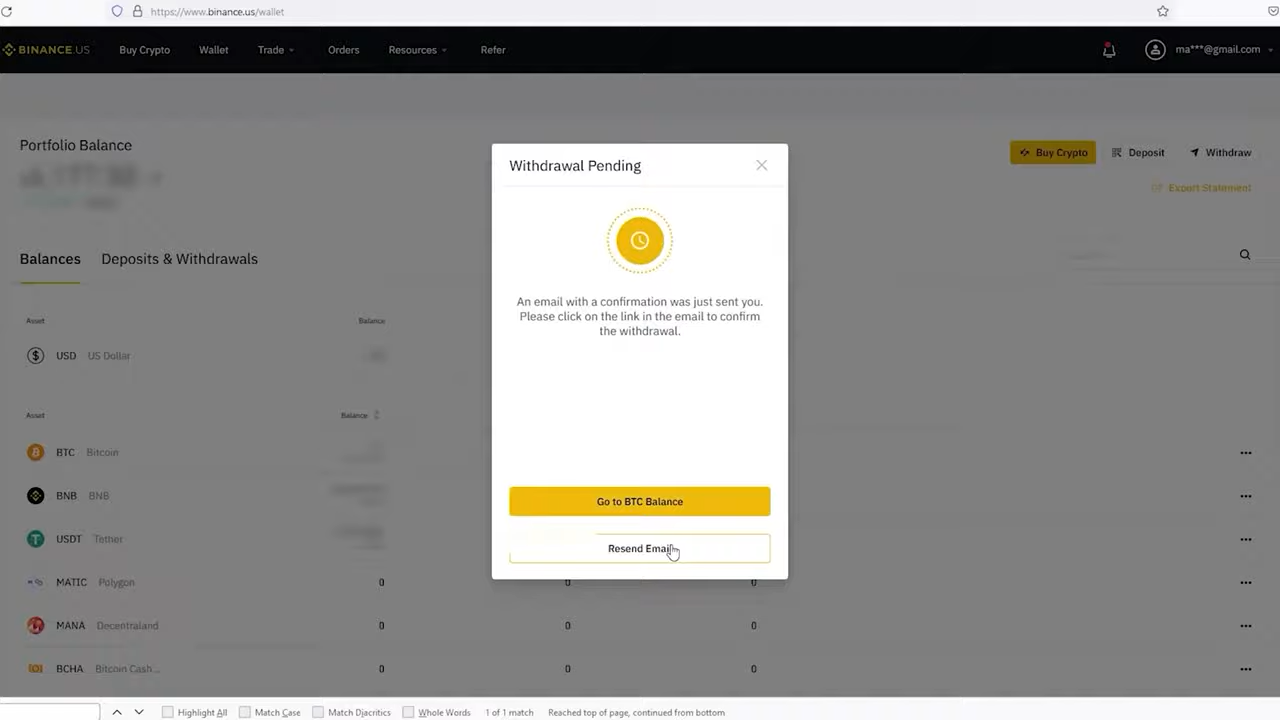 https://www.binance.us/wallet
BINANCE.US Buy Crypto Wallet Trade Orders Resources Refer ma***@gmail.com
Portfolio Balance
Buy Crypto Deposit Withdraw
Export Statement
Balances Deposits & Withdrawals
Asset Balance
USD US Dollar
Asset Balance
BTC Bitcoin
BNB BNB
USDT Tether
MATIC Polygon 0 0 0
MANA Decentraland 0 0 0
BCHA Bitcoin Cash... 0 0 0
Withdrawal Pending
An email with a confirmation was just sent you.
Please click on the link in the email to confirm
the withdrawal.
Go to BTC Balance
Resend Email
Highlight All Match Case Match Diacritics Whole Words 1 of 1 match Reached top of page, continued from bottom